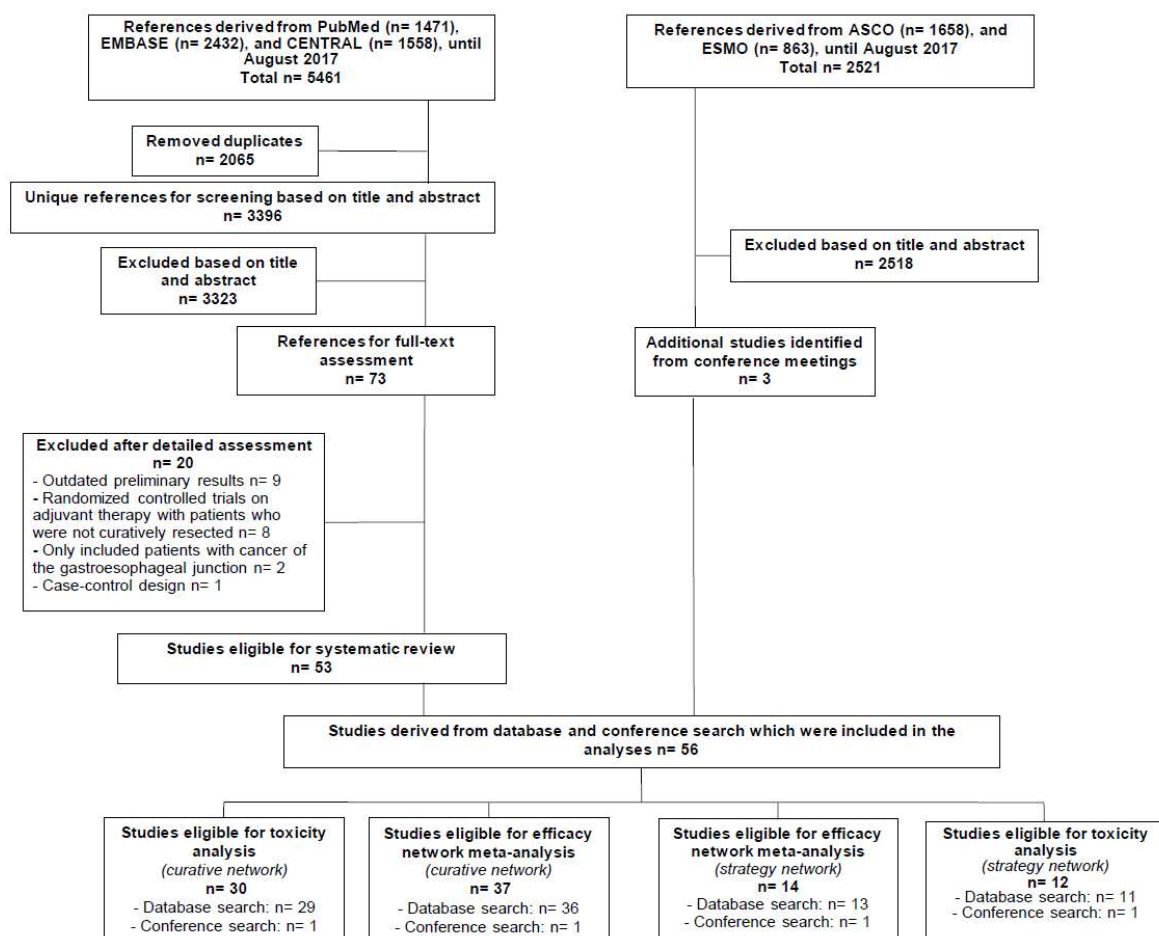 References derived from PubMed (n= 1471),
EMBASE (n= 2432), and CENTRAL (n= 1558), until
August 2017
Total n= 5461
References derived from ASCO (n= 1658), and
ESMO (n= 863), until August 2017
Total n= 2521
Removed duplicates
n= 2065
Unique references for screening based on title and abstract
n= 3396
Excluded based on title and abstract
n= 2518
Excluded based on title
and abstract
n= 3323
References for full-text
assessment
n= 73
Additional studies identified
from conference meetings
n= 3
Excluded after detailed assessment
n= 20
- Outdated preliminary results n= 9
- Randomized controlled trials on
adjuvant therapy with patients who
were not curatively resected n= 8
- Only included patients with cancer of
the gastroesophageal junction n= 2
- Case-control design n= 1
Studies eligible for systematic review
n= 53
Studies derived from database and conference search which were included in the
analyses n= 56
Studies eligible for toxicity
analysis
(curative network)
n= 30
- Database search: n= 29
- Conference search: n= 1
Studies eligible for efficacy
network meta-analysis
(curative network)
n= 37
- Database search: n= 36
- Conference search: n= 1
Studies eligible for efficacy
network meta-analysis
(strategy network)
n= 14
- Database search: n= 13
- Conference search: n= 1
Studies eligible for toxicity
analysis
(strategy network)
n= 12
- Database search: n= 11
- Conference search: n= 1